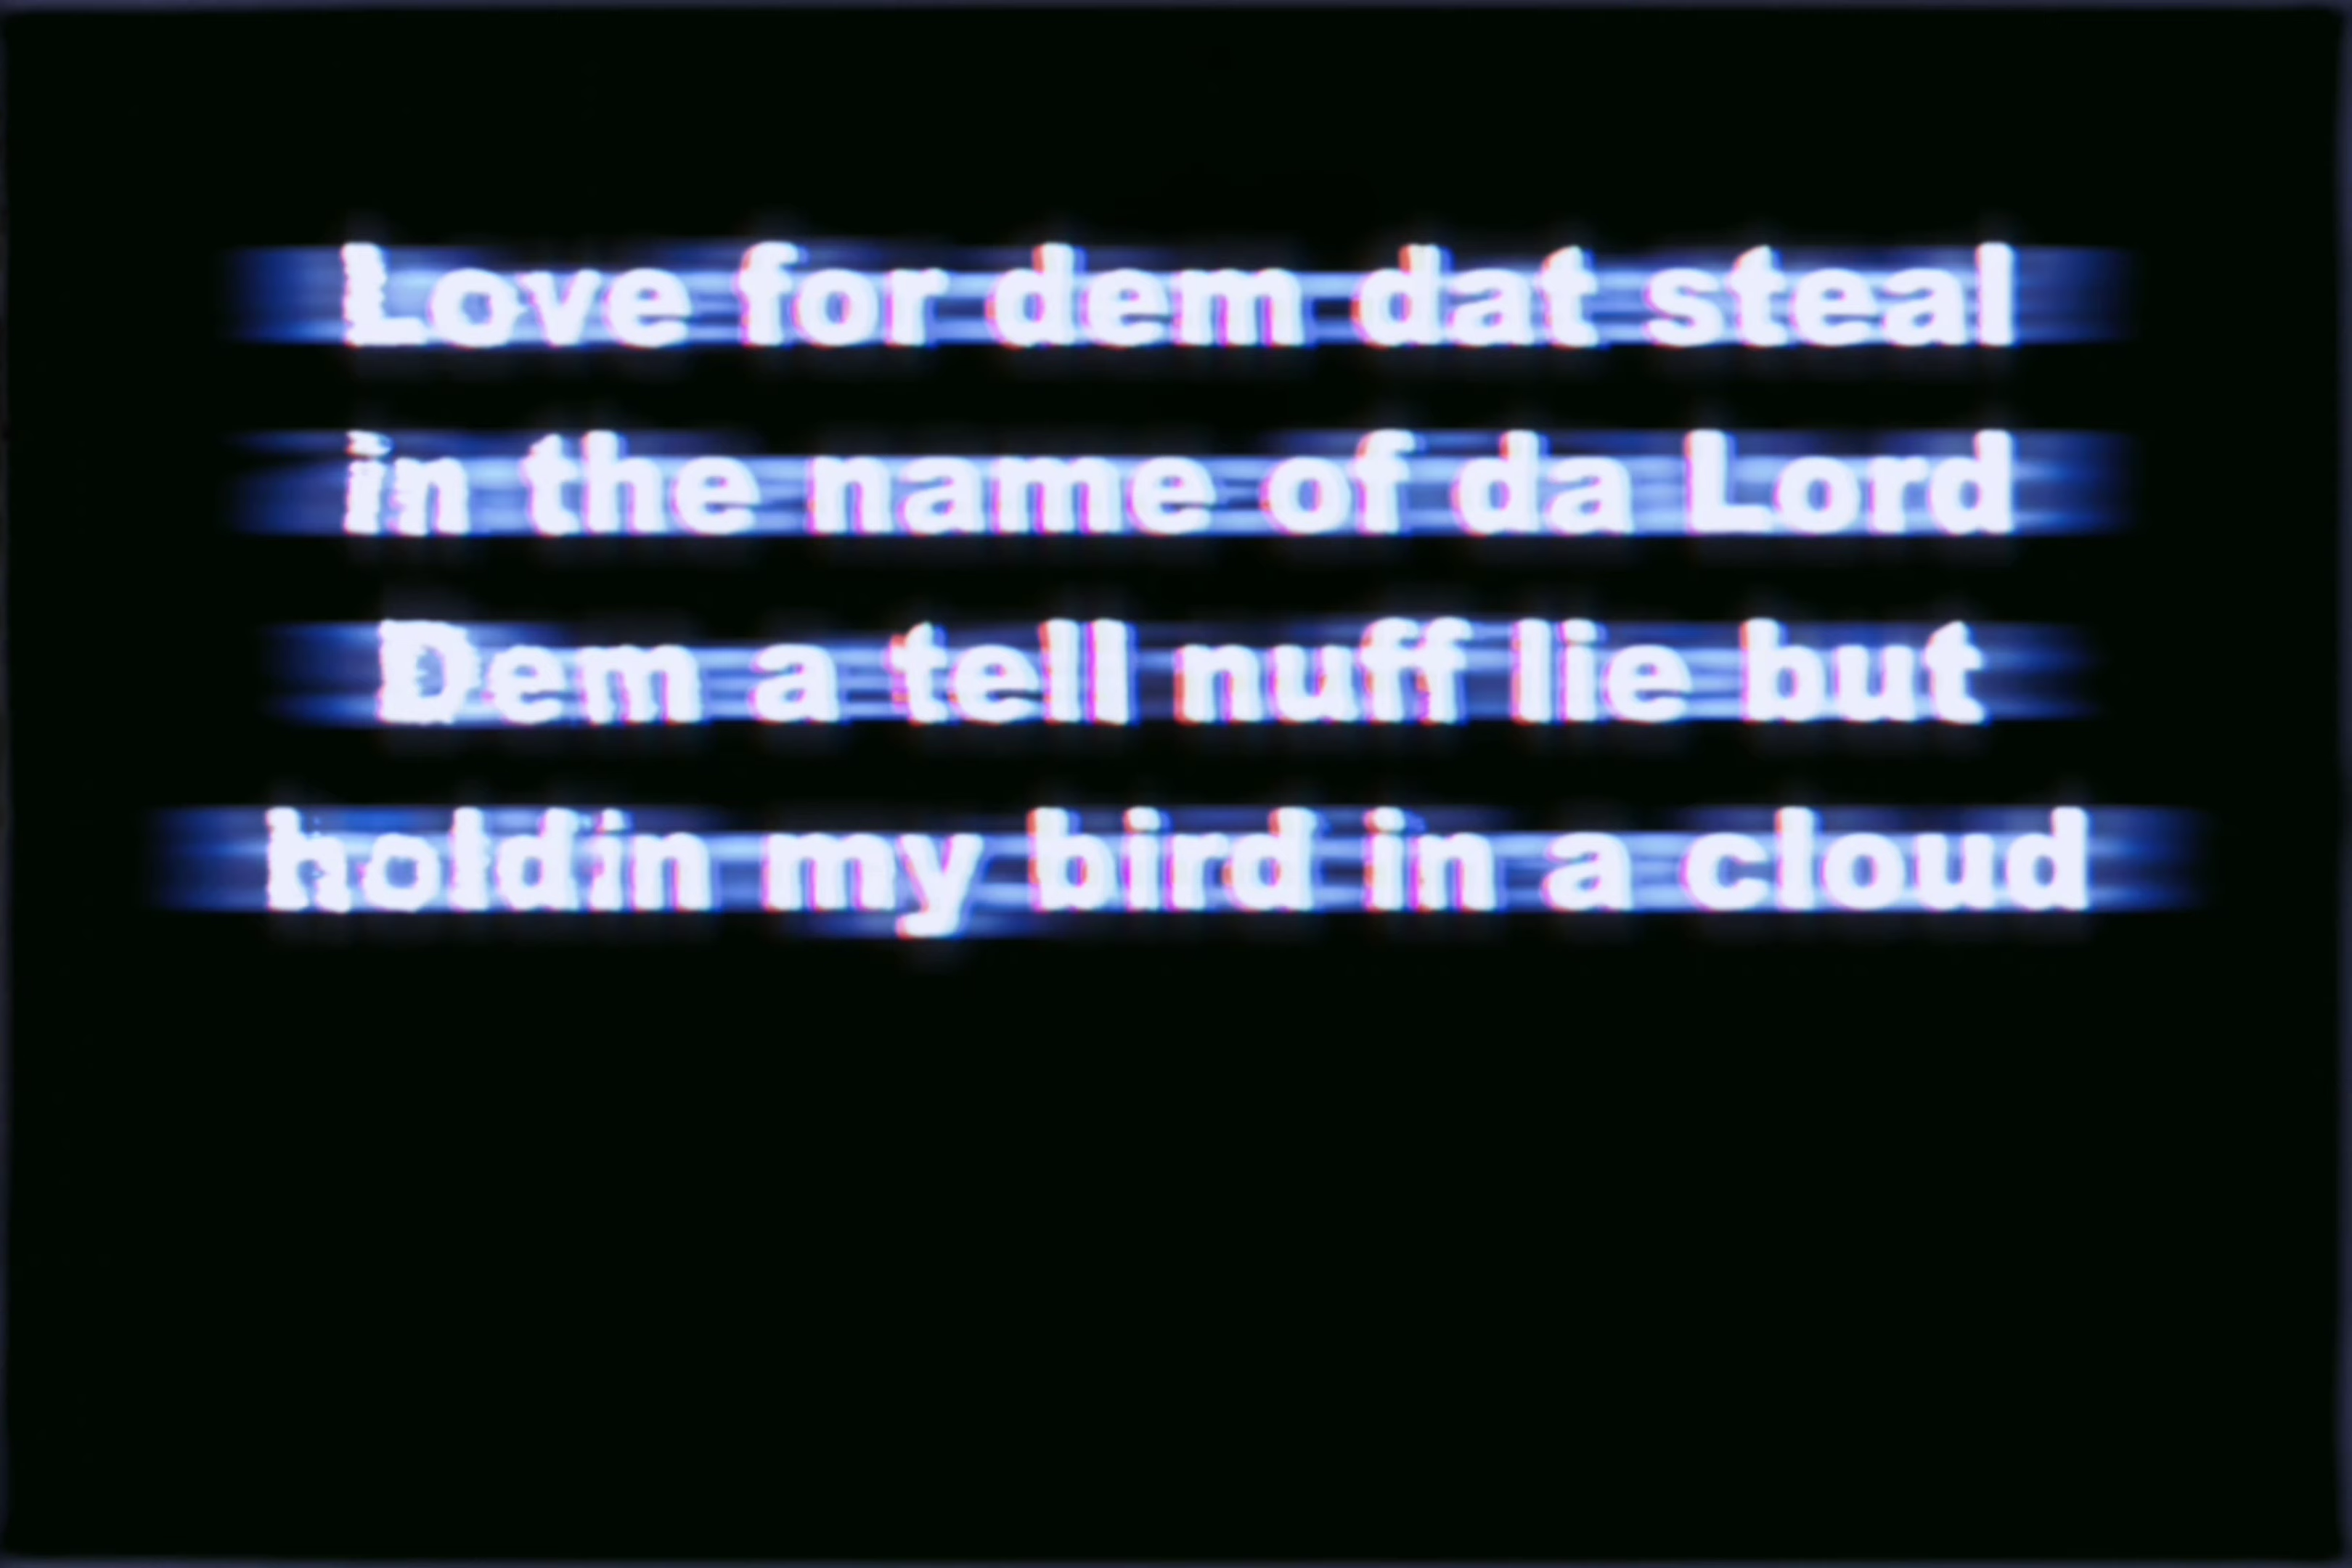 Love for dem dat steal
in the name of da Lord
Dem a tell nuff lie but
holdin my bird in a cloud